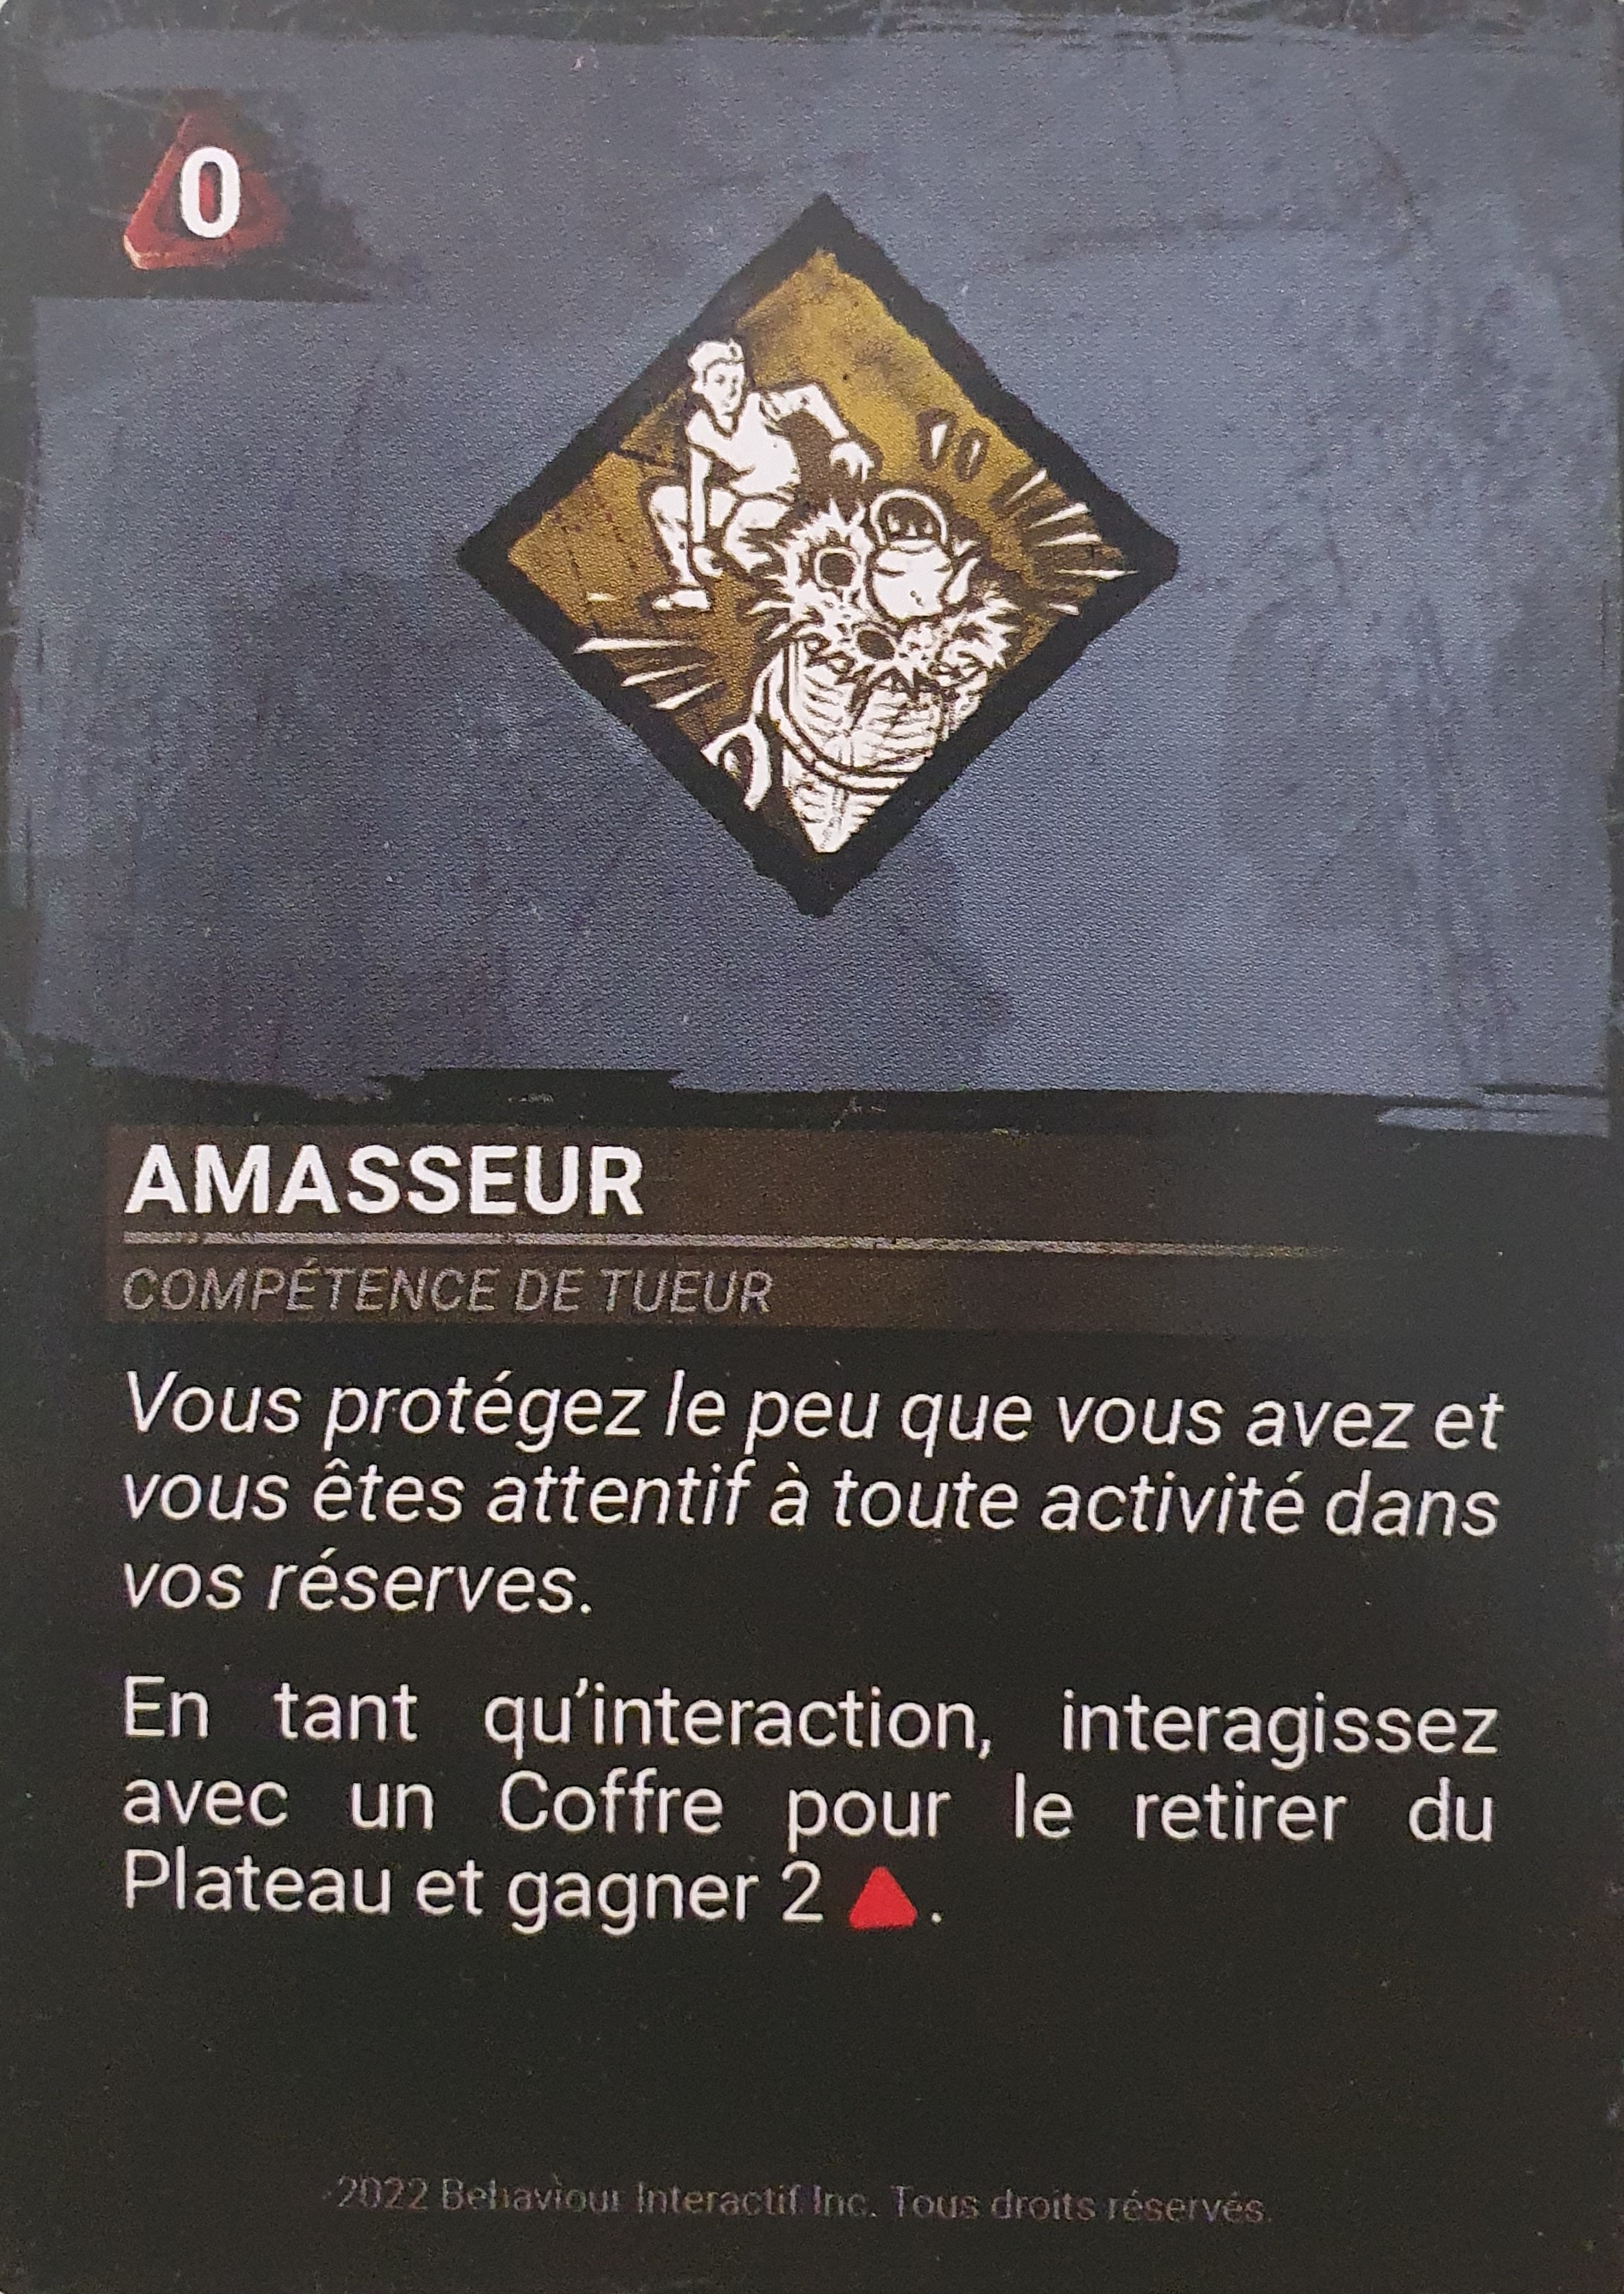 0
AMASSEUR
COMPÉTENCE DE TUEUR
Vous protégez le peu que vous avez et
vous êtes attentif à toute activité dans
vos réserves.
En tant qu'interaction, interagissez
avec un Coffre pour le retirer du
Plateau et gagner 2 .
2022 Behaviour Interactif Inc. Tous droits réservés.